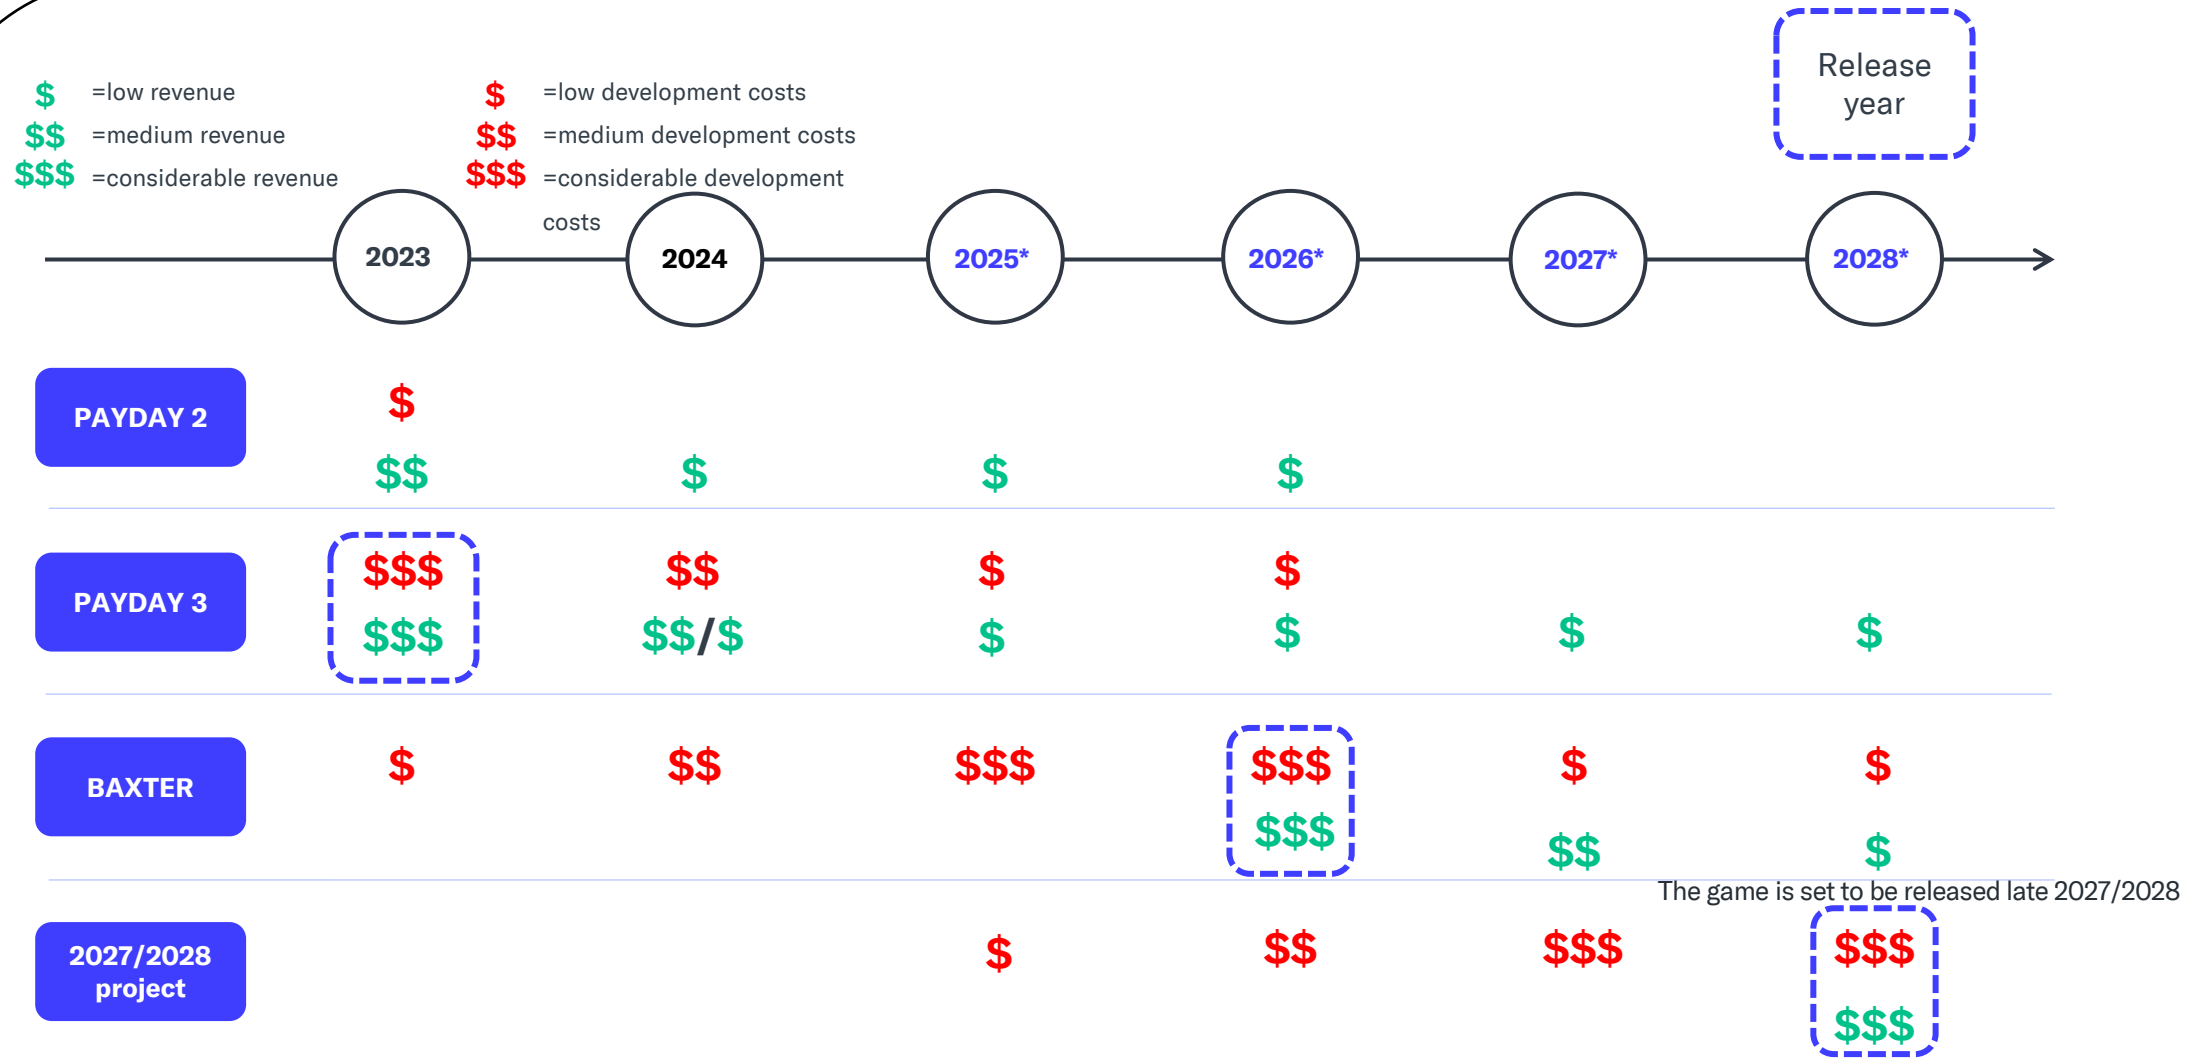 Release
year
$ =low revenue
$ =low development costs
$$ =medium revenue
$$ =medium development costs
$$$ =considerable revenue
$$$ =considerable development
costs
2023 2024 2025* 2026* 2027* 2028*
PAYDAY 2
$
$$ $ $ $
PAYDAY 3
$$$ $$ $ $
$$$ $$/$ $ $ $ $
BAXTER
$ $$ $$$ $$$ $ $
$$$ $$ $
The game is set to be released late 2027/2028
2027/2028
project
$ $$ $$$ $$$
$$$